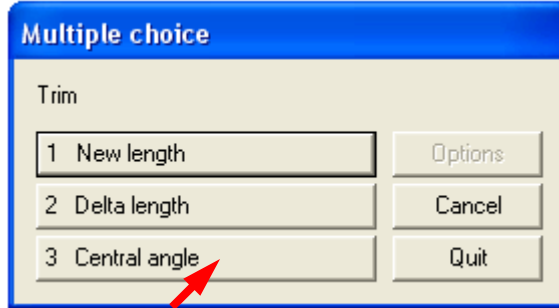 Multiple choice
Trim
1 New length
Options
2 Delta length
Cancel
3 Central angle
Quit